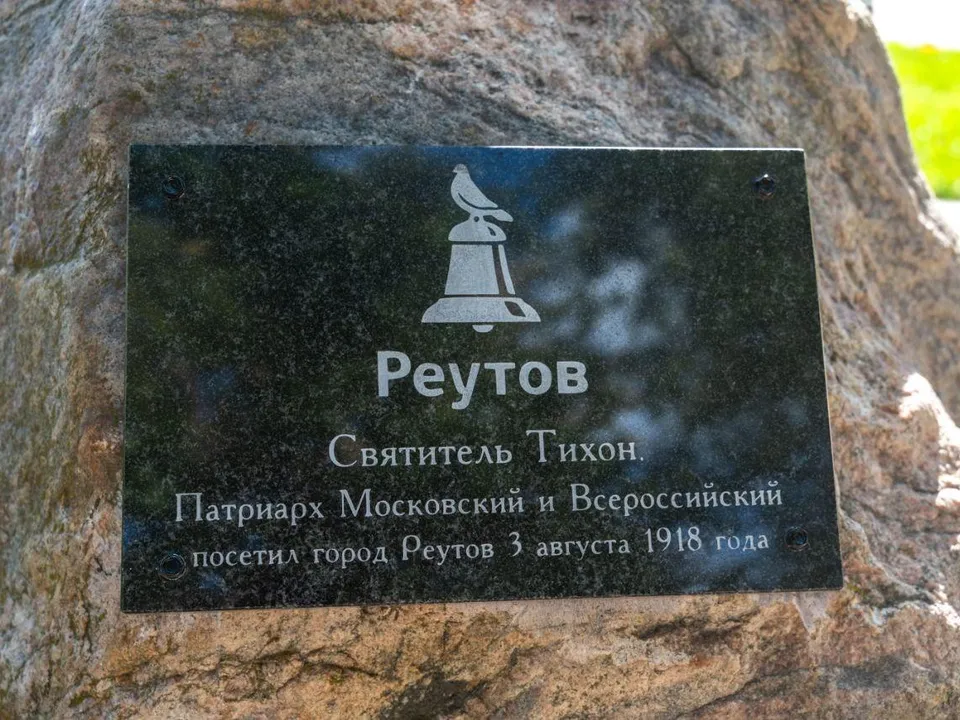 Реутов
Святитель Тихон.
Патриарх Московский и Всероссийский
посетил город Реутов 3 августа 1918 года